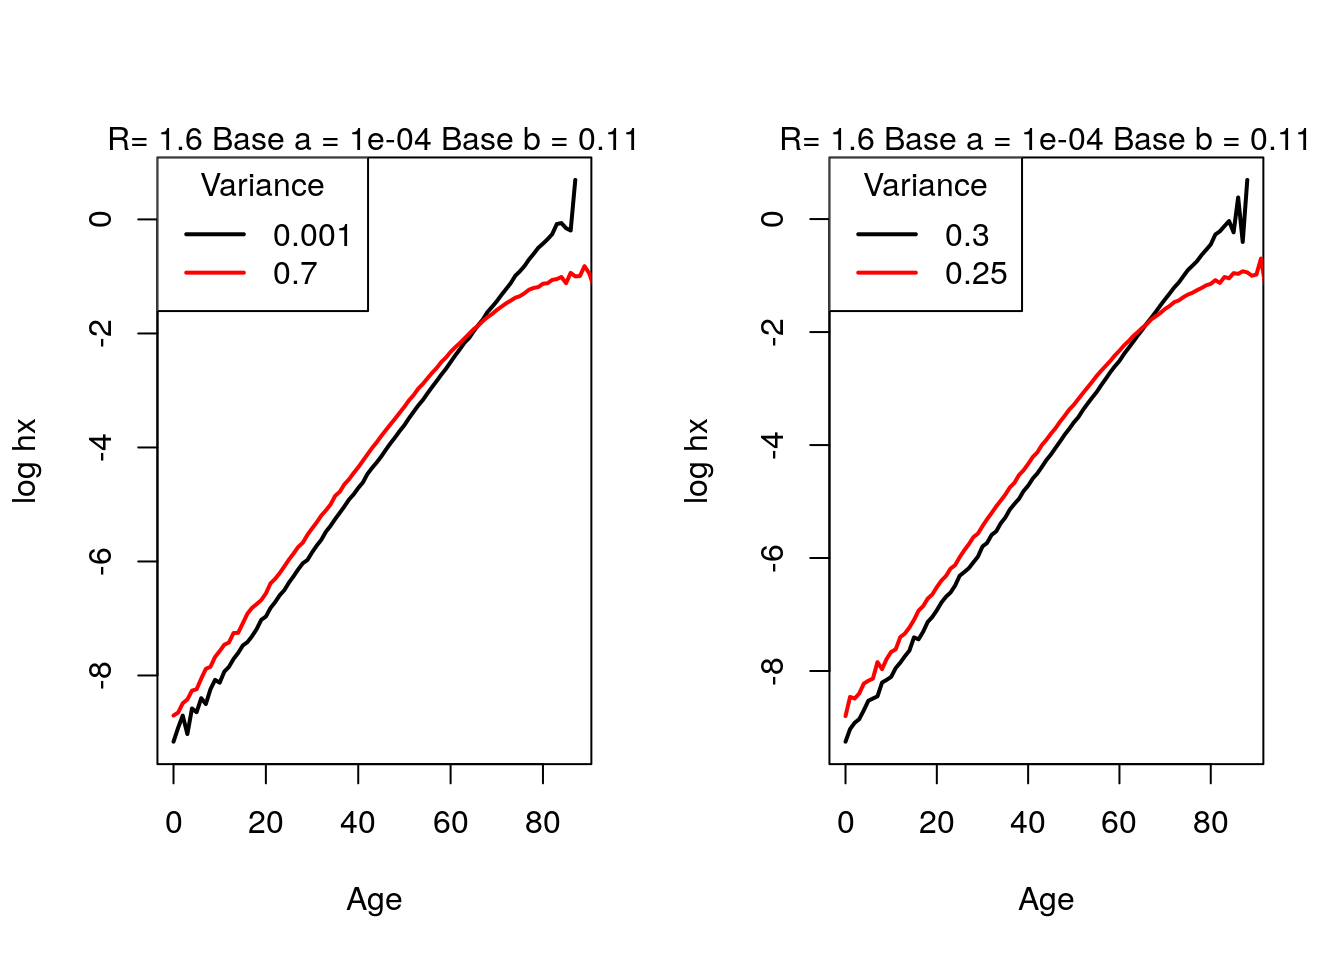 R= 1.6 Base a = 1e-04 Base b = 0.11
Variance
0.001
0.7
0
-2
-4
-6
-8
log hx
0 20 40 60 80
Age
R= 1.6 Base a = 1e-04 Base b = 0.11
Variance
0.3
0.25
0
-2
-4
-6
-8
log hx
0 20 40 60 80
Age